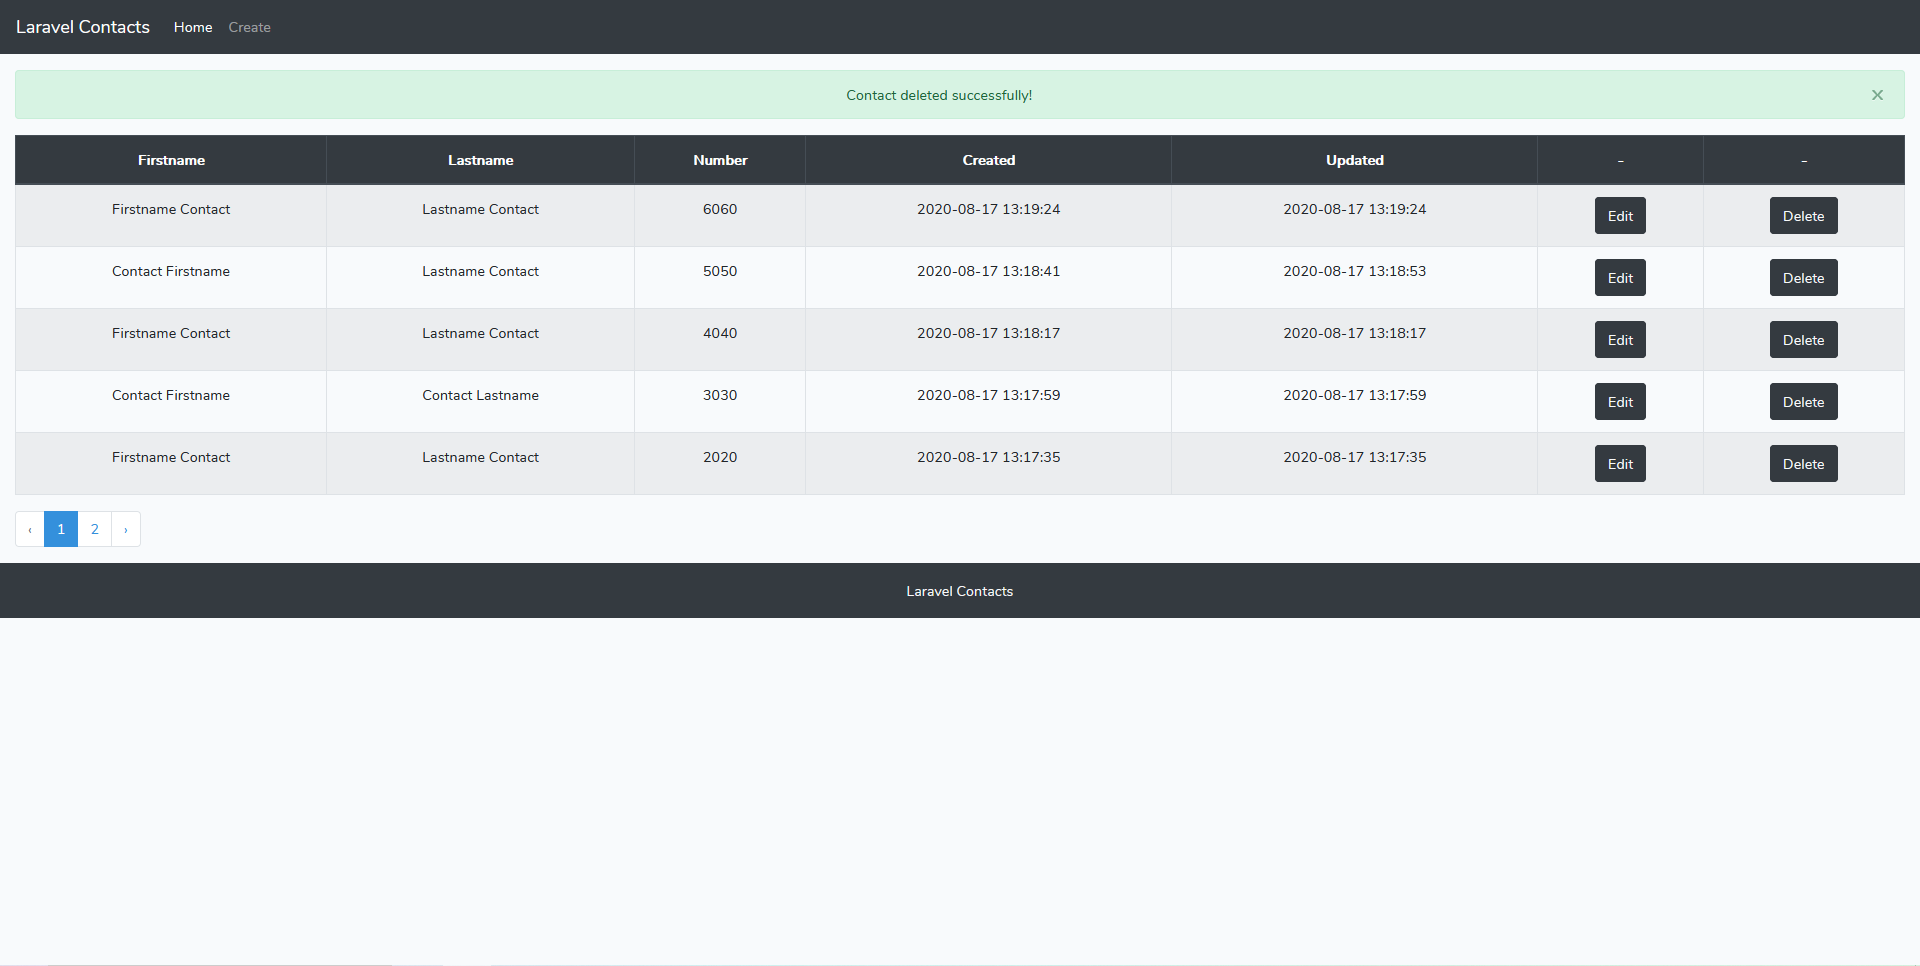 Laravel Contacts Home Create
Contact deleted successfully! ×
Firstname Lastname Number Created Updated - -
Firstname Contact Lastname Contact 6060 2020-08-17 13:19:24 2020-08-17 13:19:24 Edit Delete
Contact Firstname Lastname Contact 5050 2020-08-17 13:18:41 2020-08-17 13:18:53 Edit Delete
Firstname Contact Lastname Contact 4040 2020-08-17 13:18:17 2020-08-17 13:18:17 Edit Delete
Contact Firstname Contact Lastname 3030 2020-08-17 13:17:59 2020-08-17 13:17:59 Edit Delete
Firstname Contact Lastname Contact 2020 2020-08-17 13:17:35 2020-08-17 13:17:35 Edit Delete
‹ 1 2 ›
Laravel Contacts